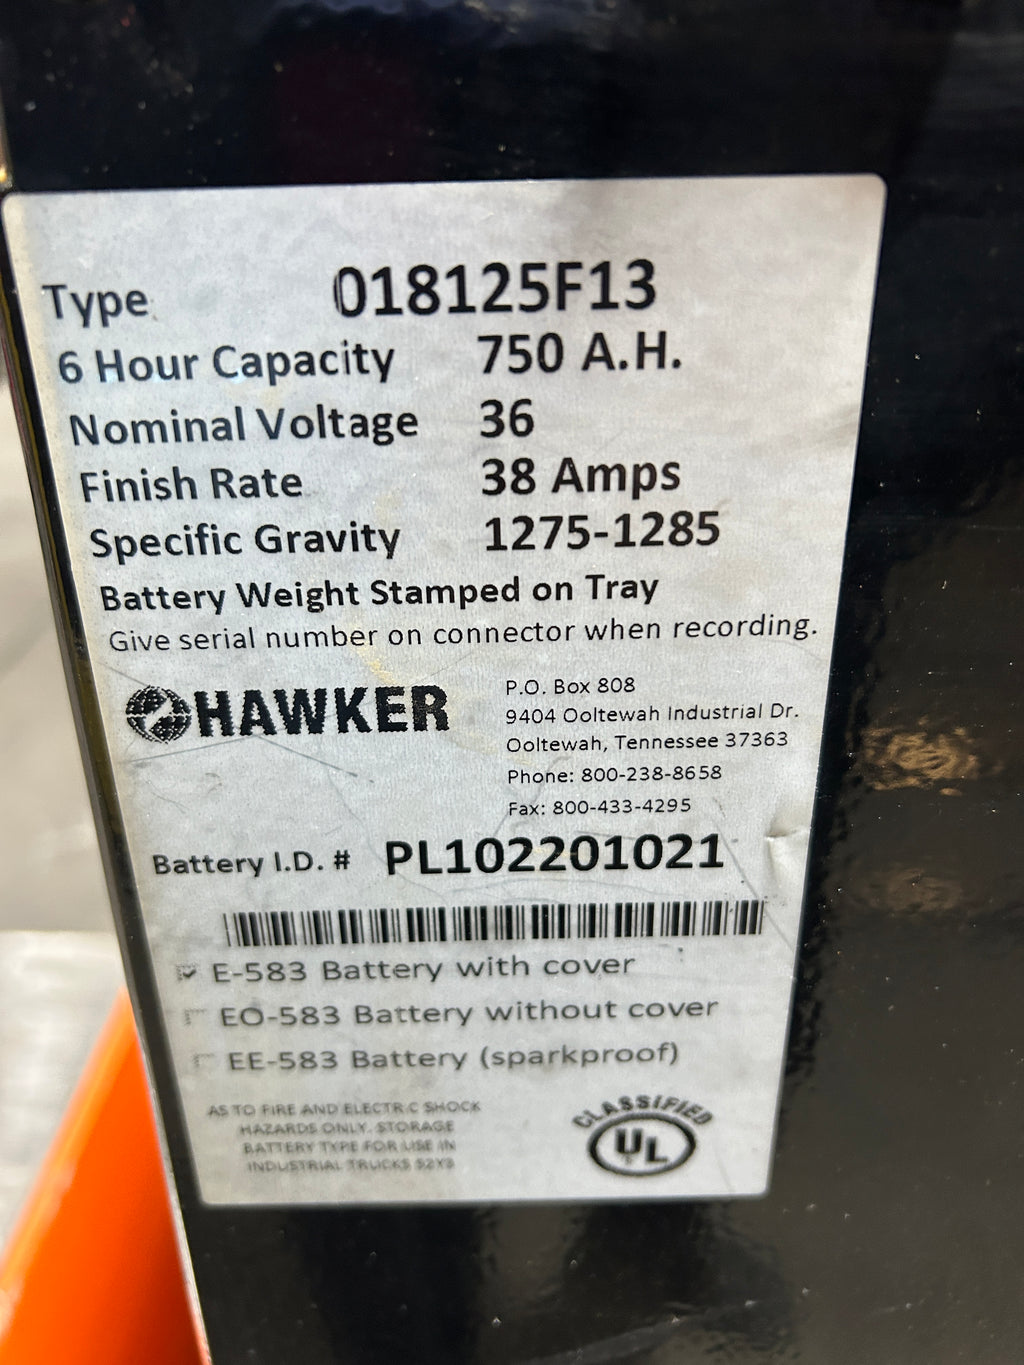 Type 018125F13
6 Hour Capacity 750 A.H.
Nominal Voltage 36
Finish Rate 38 Amps
Specific Gravity 1275-1285
Battery Weight Stamped on Tray
Give serial number on connector when recording.
HAWKER
P.O. Box 808
9404 Ooltewah Industrial Dr.
Ooltewah, Tennessee 37363
Phone: 800-238-8658
Fax: 800-433-4295
Battery I.D. # PL102201021
E-583 Battery with cover
EO-583 Battery without cover
EE-583 Battery (sparkproof)
AS TO FIRE AND ELECTRIC SHOCK
HAZARDS ONLY. STORAGE
BATTERY TYPE FOR USE IN
INDUSTRIAL TRUCKS 52Y3
CLASSIFIED
UL